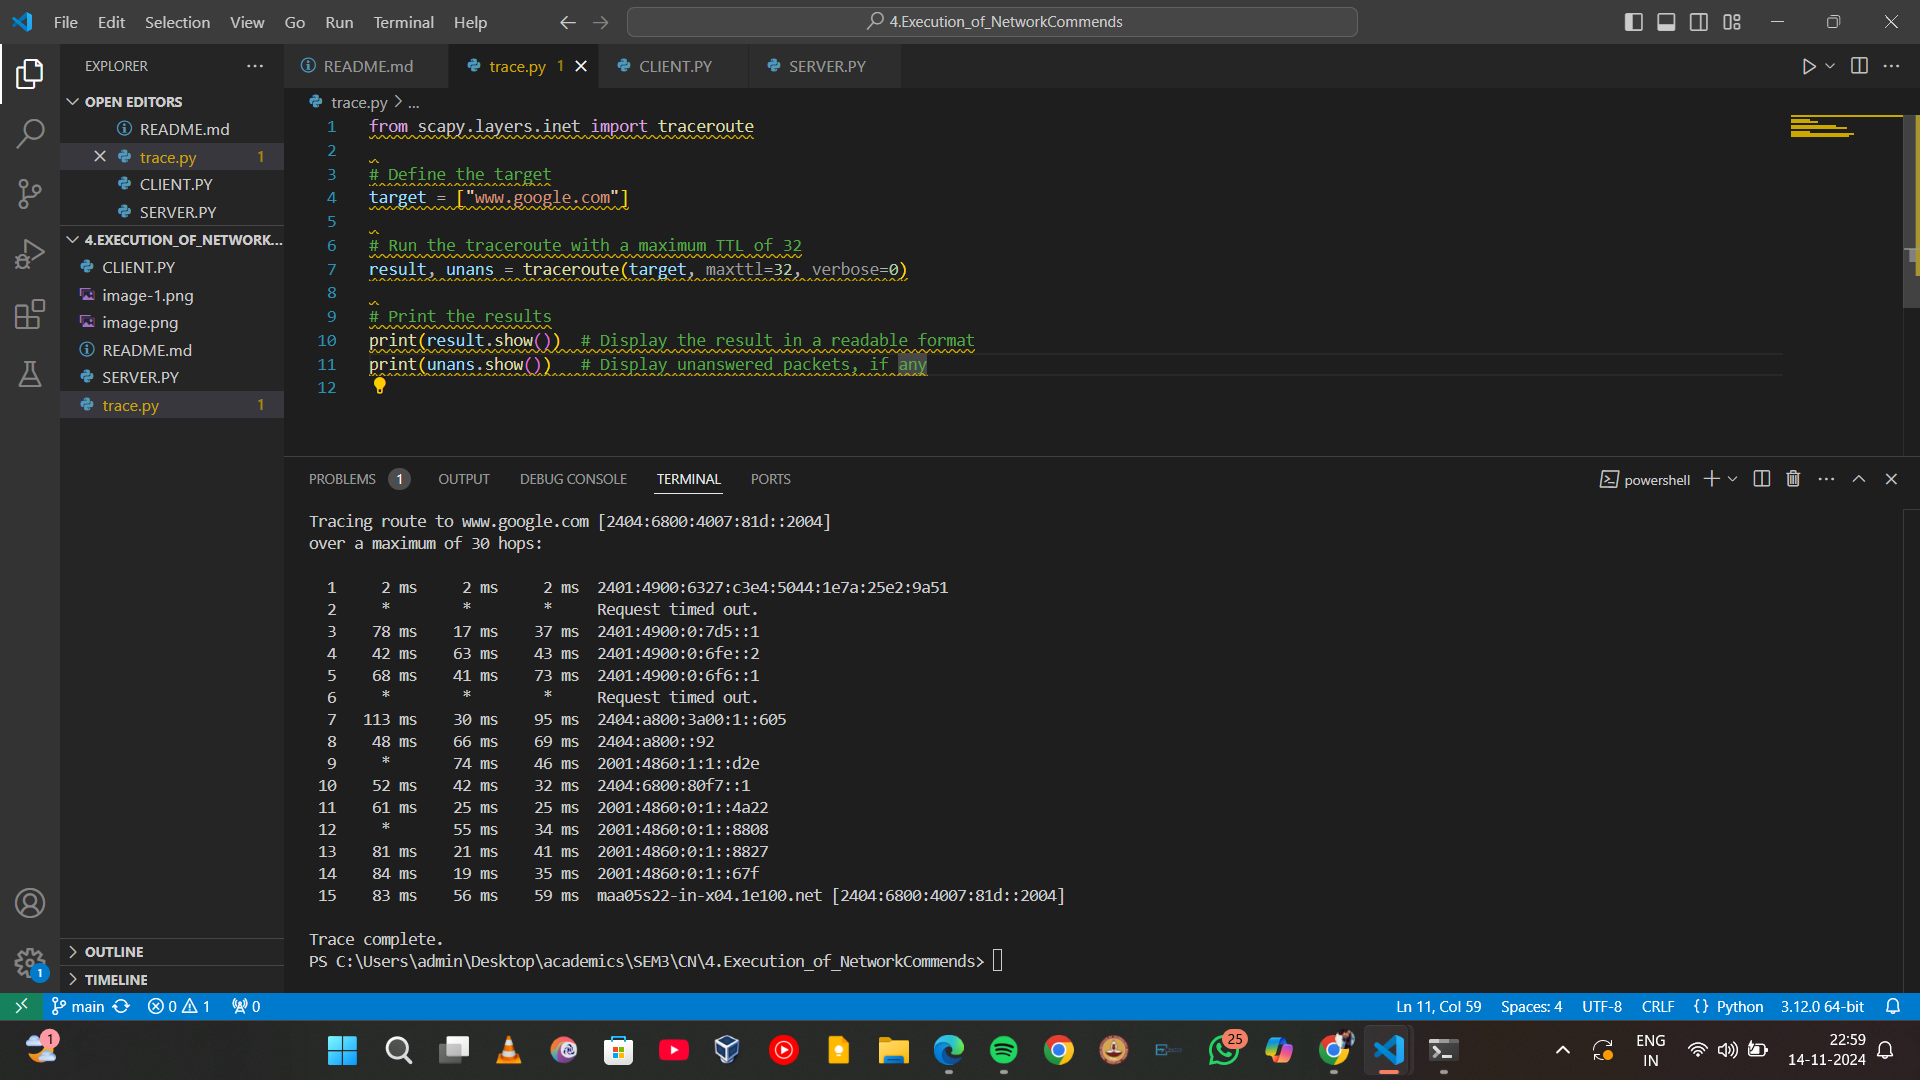 File Edit Selection View Go Run Terminal Help
4.Execution_of_NetworkCommends
EXPLORER
OPEN EDITORS
README.md
trace.py 1
CLIENT.PY
SERVER.PY
4.EXECUTION_OF_NETWORK...
CLIENT.PY
image-1.png
image.png
README.md
SERVER.PY
trace.py 1
OUTLINE
TIMELINE
README.md trace.py 1 CLIENT.PY SERVER.PY
trace.py > ...
1 from scapy.layers.inet import traceroute
2
3 # Define the target
4 target = ["www.google.com"]
5
6 # Run the traceroute with a maximum TTL of 32
7 result, unans = traceroute(target, maxttl=32, verbose=0)
8
9 # Print the results
10 print(result.show())  # Display the result in a readable format
11 print(unans.show())   # Display unanswered packets, if any
12
PROBLEMS 1 OUTPUT DEBUG CONSOLE TERMINAL PORTS
powershell
Tracing route to www.google.com [2404:6800:4007:81d::2004]
over a maximum of 30 hops:
1 2 ms 2 ms 2 ms 2401:4900:6327:c3e4:5044:1e7a:25e2:9a51
2 * * * Request timed out.
3 78 ms 17 ms 37 ms 2401:4900:0:7d5::1
4 42 ms 63 ms 43 ms 2401:4900:0:6fe::2
5 68 ms 41 ms 73 ms 2401:4900:0:6f6::1
6 * * * Request timed out.
7 113 ms 30 ms 95 ms 2404:a800:3a00:1::605
8 48 ms 66 ms 69 ms 2404:a800::92
9 * 74 ms 46 ms 2001:4860:1:1::d2e
10 52 ms 42 ms 32 ms 2404:6800:80f7::1
11 61 ms 25 ms 25 ms 2001:4860:0:1::4a22
12 * 55 ms 34 ms 2001:4860:0:1::8808
13 81 ms 21 ms 41 ms 2001:4860:0:1::8827
14 84 ms 19 ms 35 ms 2001:4860:0:1::67f
15 83 ms 56 ms 59 ms maa05s22-in-x04.1e100.net [2404:6800:4007:81d::2004]
Trace complete.
PS C:\Users\admin\Desktop\academics\SEM3\CN\4.Execution_of_NetworkCommends>
1
main 0 1 0
Ln 11, Col 59 Spaces: 4 UTF-8 CRLF {} Python 3.12.0 64-bit
1
25
ENG
IN
22:59
14-11-2024